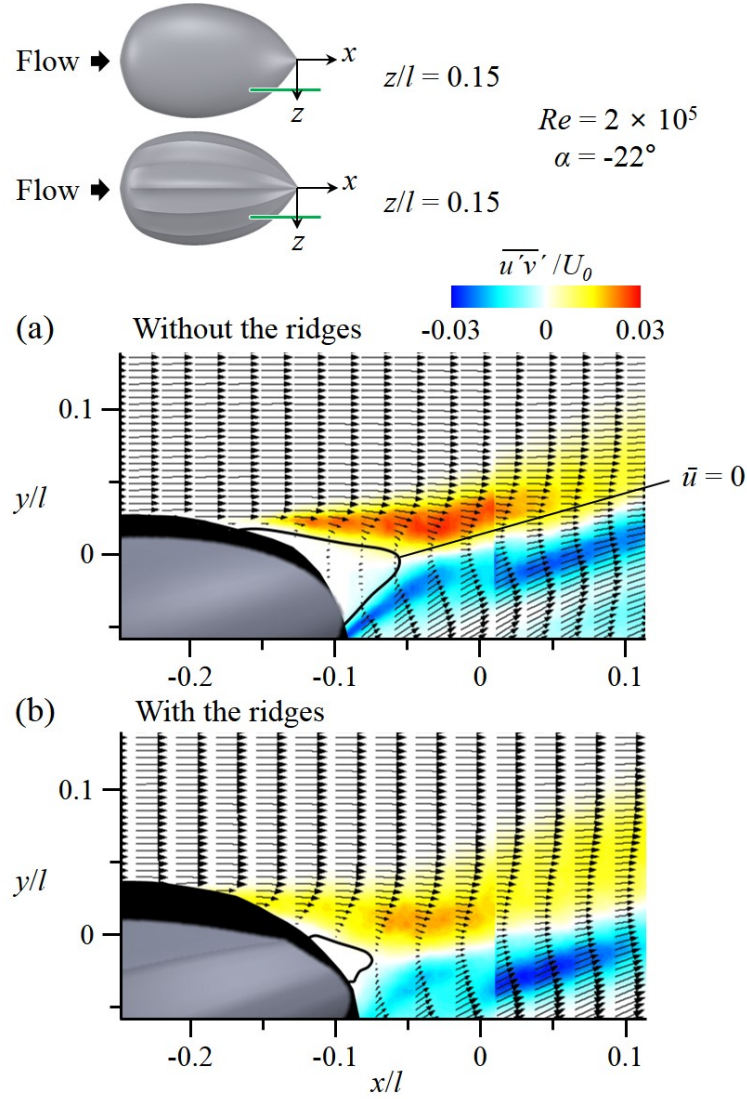 Flow
x
z/l = 0.15
z
Re = 2 × 10⁵
α = -22°
Flow
x
z/l = 0.15
z
u′v′ /U₀
-0.03 0 0.03
(a) Without the ridges
0.1
y/l
0
ū = 0
-0.2 -0.1 0 0.1
(b) With the ridges
0.1
y/l
0
-0.2 -0.1 0 0.1
x/l